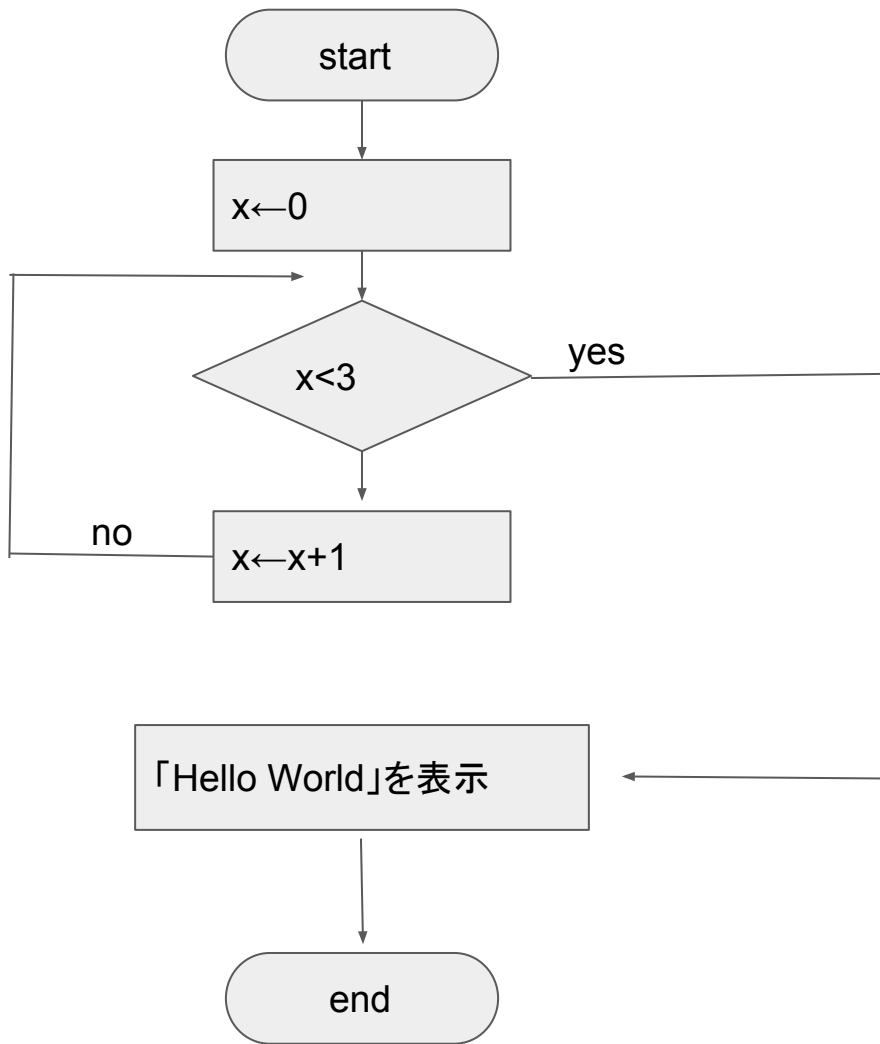 start
x←0
x<3
yes
no
x←x+1
「Hello World」を表示
end